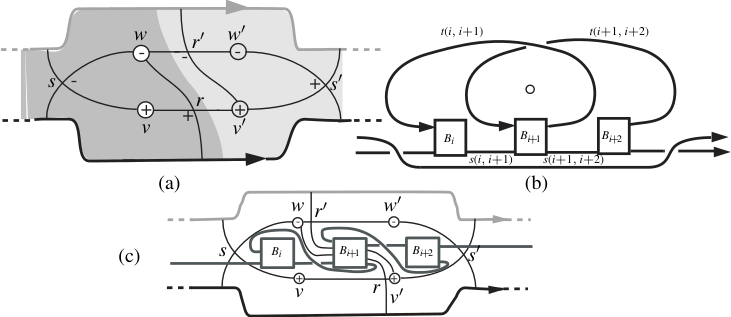 w r' w'
- - -
s - + s'
+ r +
v + v'
(a)
t(i, i+1) t(i+1, i+2)
B_i B_{i+1} B_{i+2}
s(i, i+1) s(i+1, i+2)
(b)
w r' w'
- -
(c) s B_i B_{i+1} B_{i+2} s'
+ +
v r v'